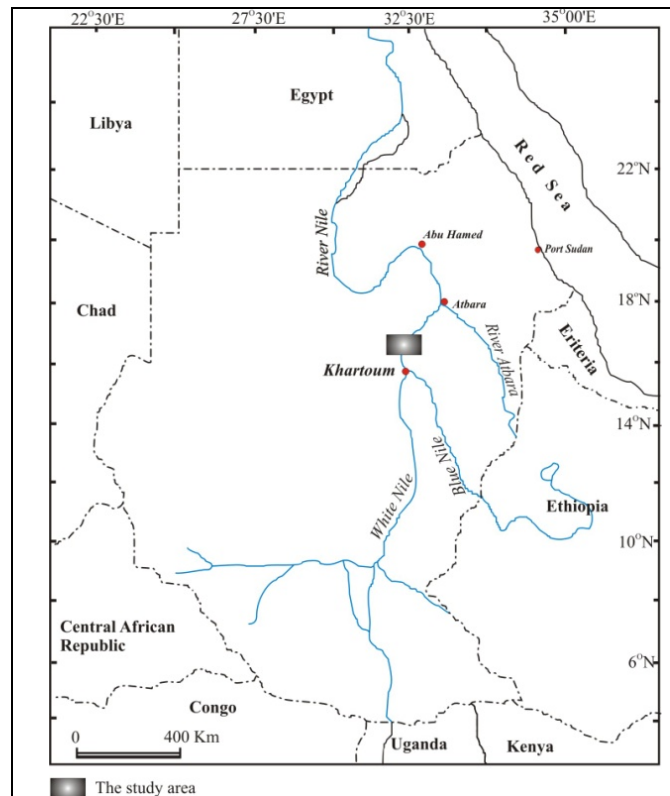 22°30'E 27°30'E 32°30'E 35°00'E
Egypt
Libya
Red Sea
22°N
River Nile
Abu Hamed
Port Sudan
Chad
Atbara
18°N
River Atbara
Eriteria
Khartoum
14°N
Blue Nile
White Nile
Ethiopia
10°N
Central African
Republic
6°N
Congo
0 400 Km
Uganda
Kenya
The study area